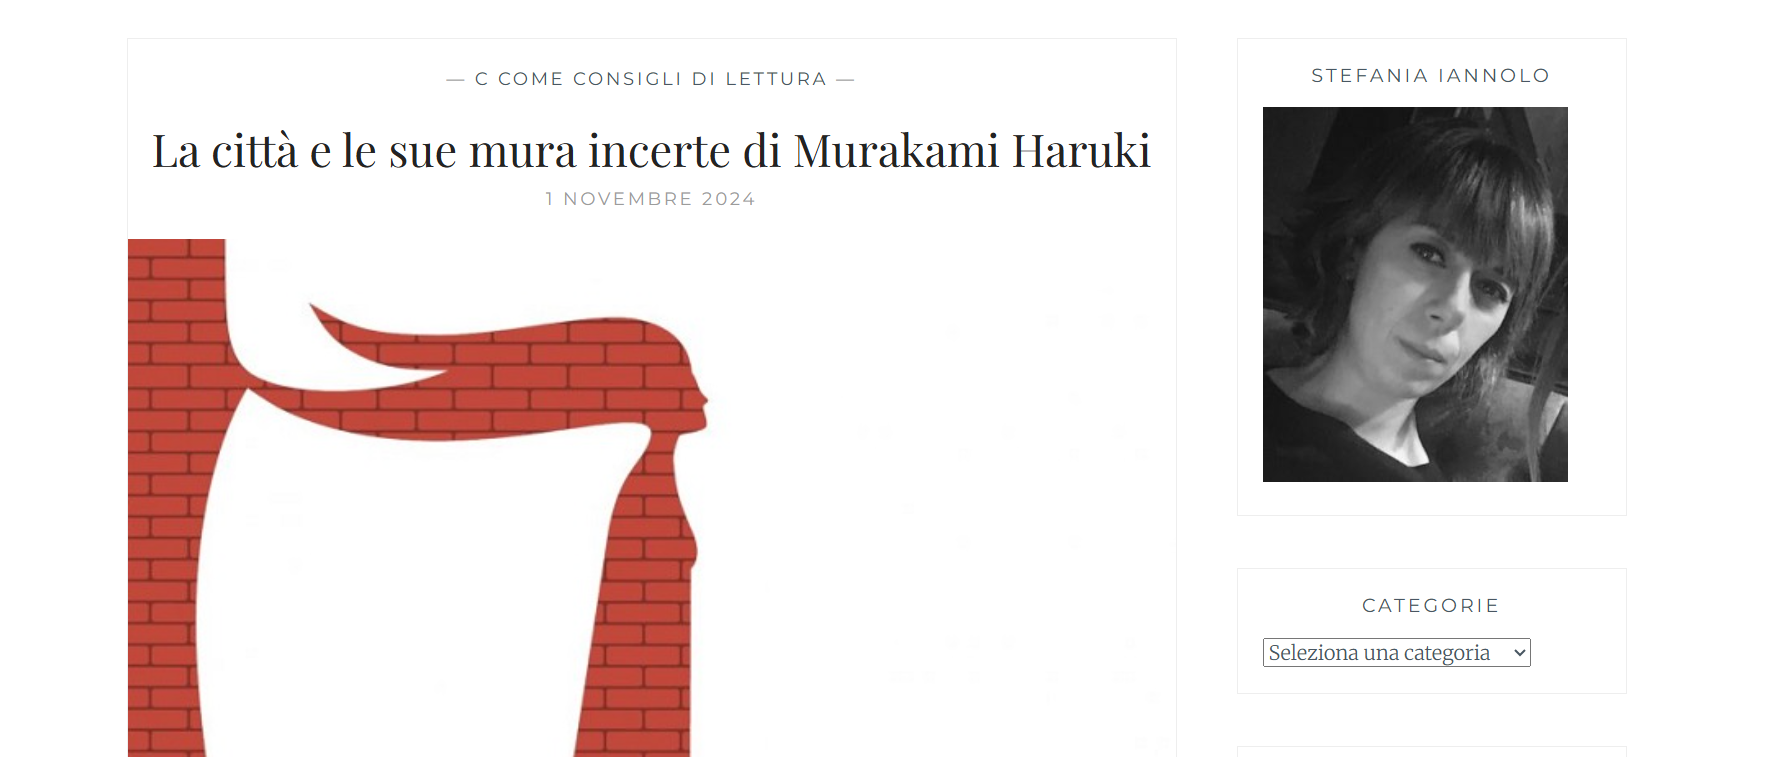 — C COME CONSIGLI DI LETTURA —
La città e le sue mura incerte di Murakami Haruki
1 NOVEMBRE 2024
STEFANIA IANNOLO
CATEGORIE
Seleziona una categoria